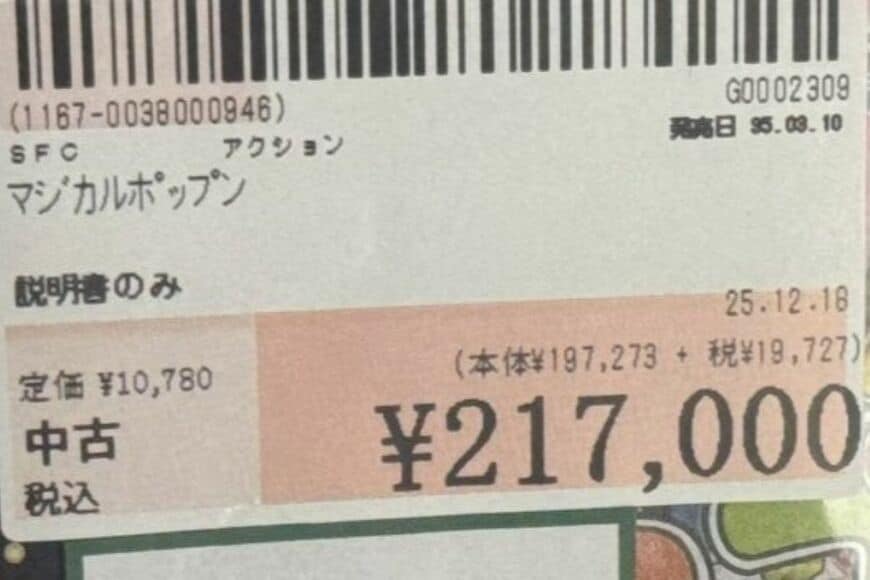 (1167-0038000946)
G0002309
SFC アクション
発売日 95.03.10
マジカルポップン
説明書のみ
25.12.18
(本体¥197,273 + 税¥19,727)
定価 ¥10,780
¥217,000
中古
税込